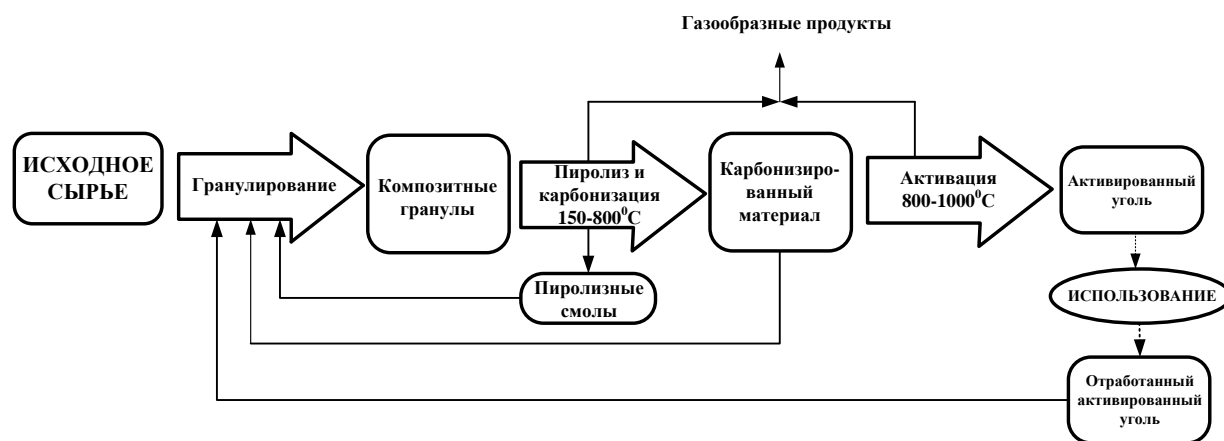 Газообразные продукты
ИСХОДНОЕ
СЫРЬЕ
Гранулирование
Композитные
гранулы
Пиролиз и
карбонизация
150-800⁰С
Карбонизиро-
ванный
материал
Активация
800-1000⁰С
Активированный
уголь
Пиролизные
смолы
ИСПОЛЬЗОВАНИЕ
Отработанный
активированный
уголь